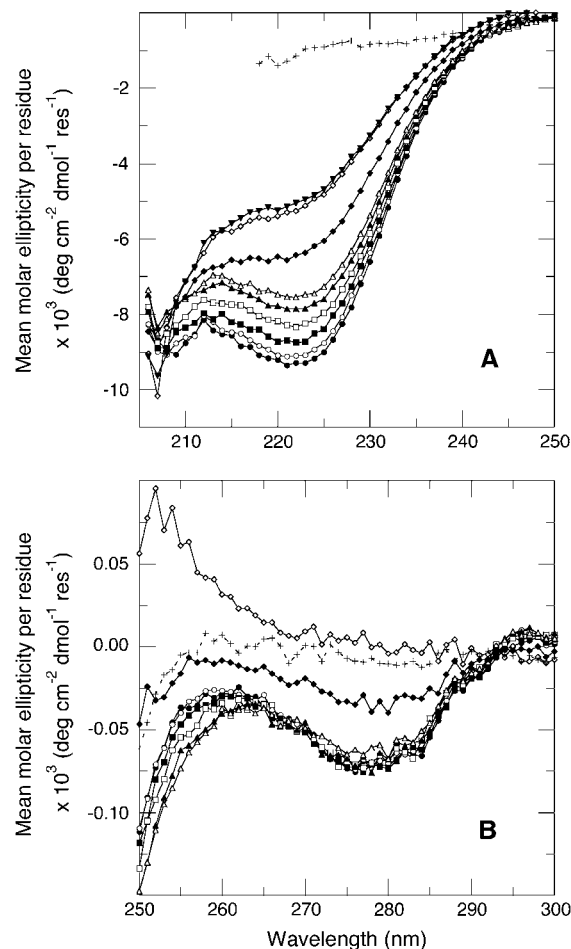 Mean molar ellipticity per residue
x 10³ (deg cm⁻² dmol⁻¹ res⁻¹)
-2
-4
-6
-8
-10
A
210
220
230
240
250
Mean molar ellipticity per residue
x 10³ (deg cm⁻² dmol⁻¹ res⁻¹)
0.05
0.00
-0.05
-0.10
B
250
260
270
280
290
300
Wavelength (nm)